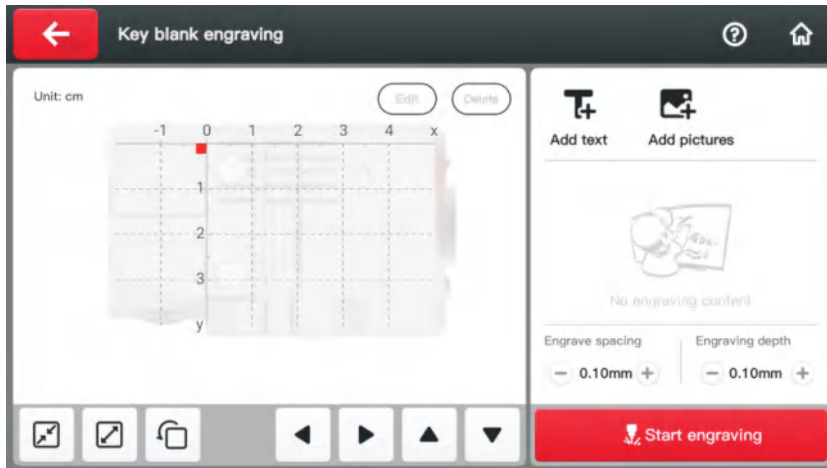 Key blank engraving
Unit: cm
Edit
Delete
-1 0 1 2 3 4 x
1
2
3
y
Add text
Add pictures
No engraving content
Engrave spacing
Engraving depth
0.10mm
0.10mm
Start engraving